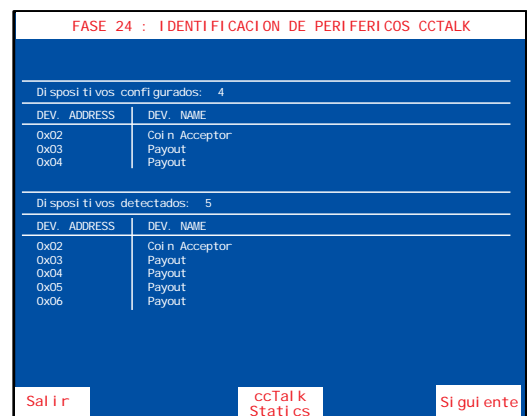 FASE 24 : IDENTIFICACION DE PERIFERICOS CCTALK
Dispositivos configurados: 4
DEV. ADDRESS DEV. NAME
0x02 Coin Acceptor
0x03 Payout
0x04 Payout
Dispositivos detectados: 5
DEV. ADDRESS DEV. NAME
0x02 Coin Acceptor
0x03 Payout
0x04 Payout
0x05 Payout
0x06 Payout
Salir ccTalk Siguiente
Statics